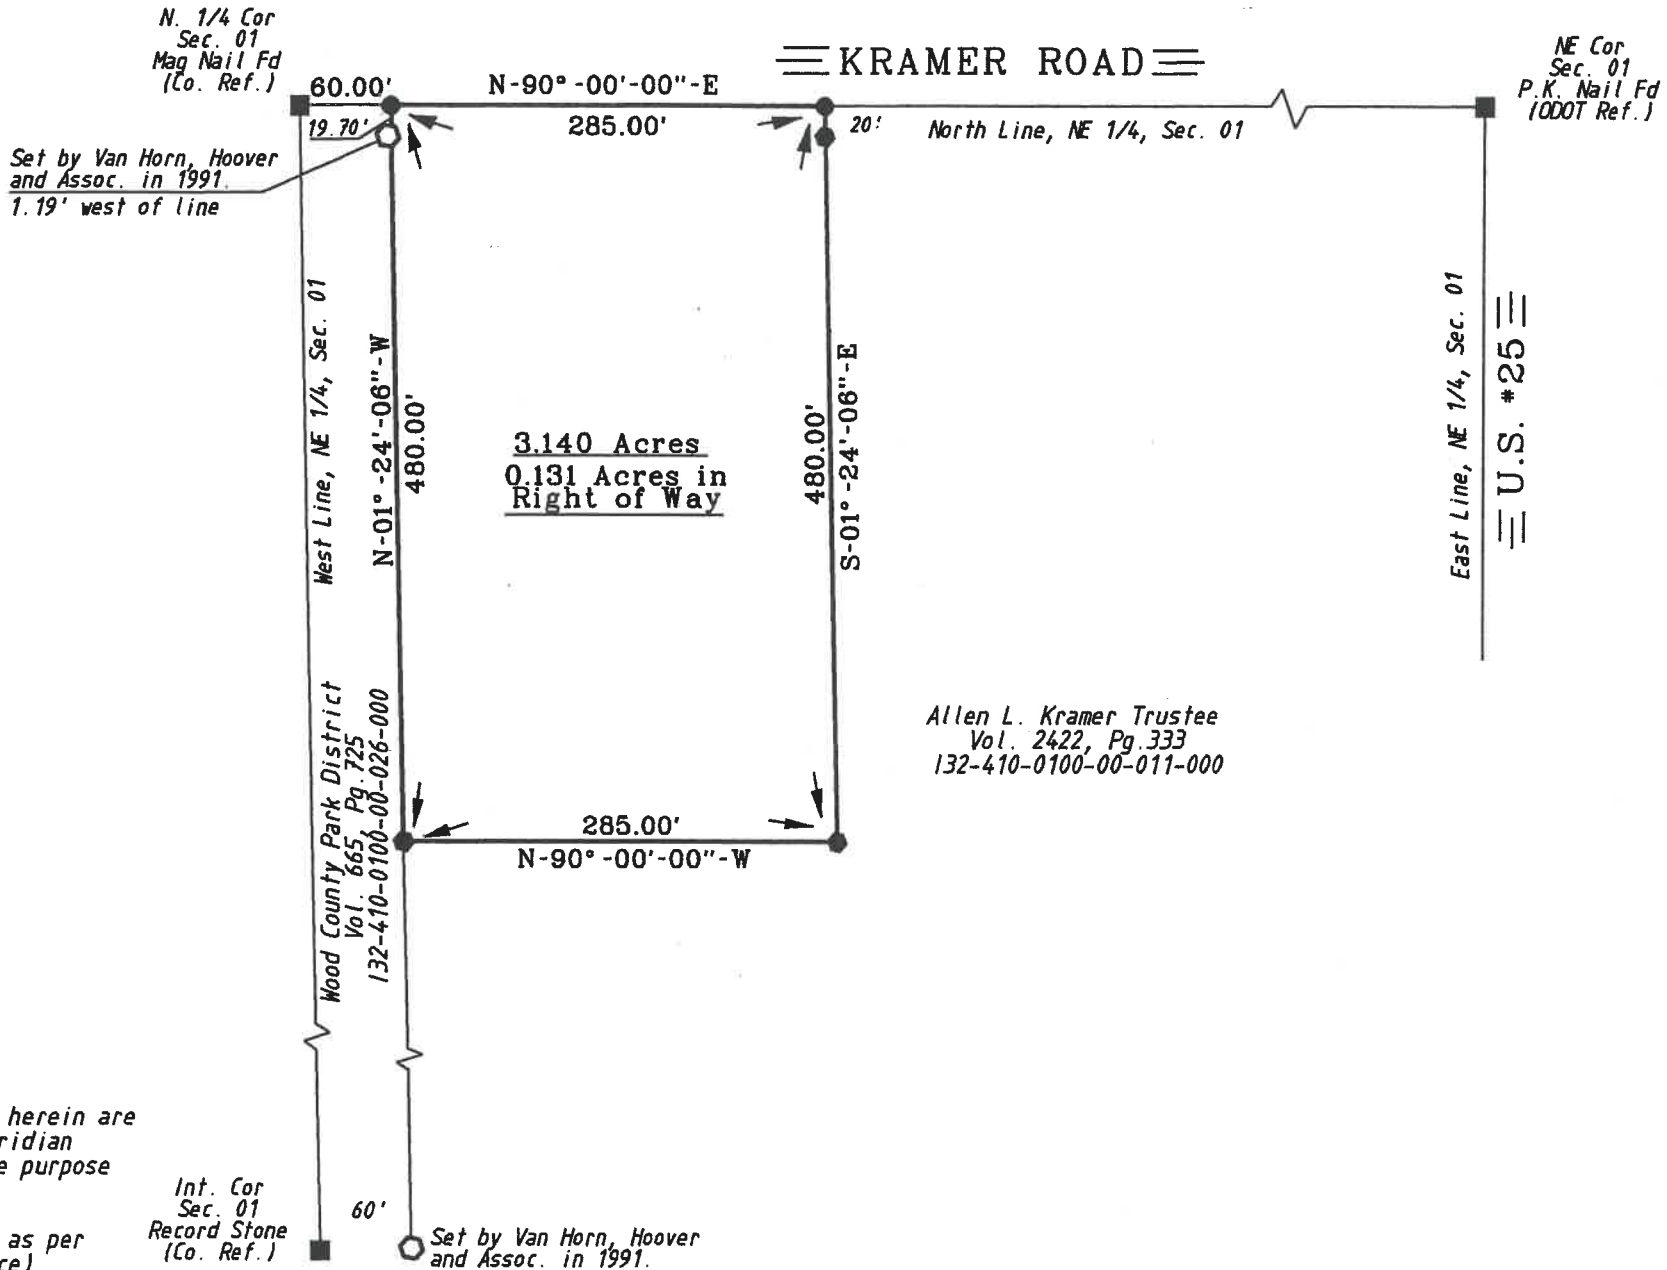 N. 1/4 Cor
Sec. 01
Mag Nail Fd
(Co. Ref.)
≡KRAMER ROAD≡
NE Cor
Sec. 01
P.K. Nail Fd
(ODOT Ref.)
60.00'
N-90°-00'-00"-E
19.70'
285.00'
20'
North Line, NE 1/4, Sec. 01
Set by Van Horn, Hoover
and Assoc. in 1991.
1.19' west of line
West Line, NE 1/4, Sec. 01
N-01°-24'-06"-W
480.00'
3.140 Acres
0.131 Acres in
Right of Way
480.00'
S-01°-24'-06"-E
East Line, NE 1/4, Sec. 01
≡U.S. *25≡
Wood County Park District
Vol. 665, Pg. 725
132-410-0100-00-026-000
Allen L. Kramer Trustee
Vol. 2422, Pg.333
132-410-0100-00-011-000
285.00'
N-90°-00'-00"-W
herein are
ridian
e purpose
as per
ce)
Int. Cor
Sec. 01
Record Stone
(Co. Ref.)
60'
Set by Van Horn, Hoover
and Assoc. in 1991.